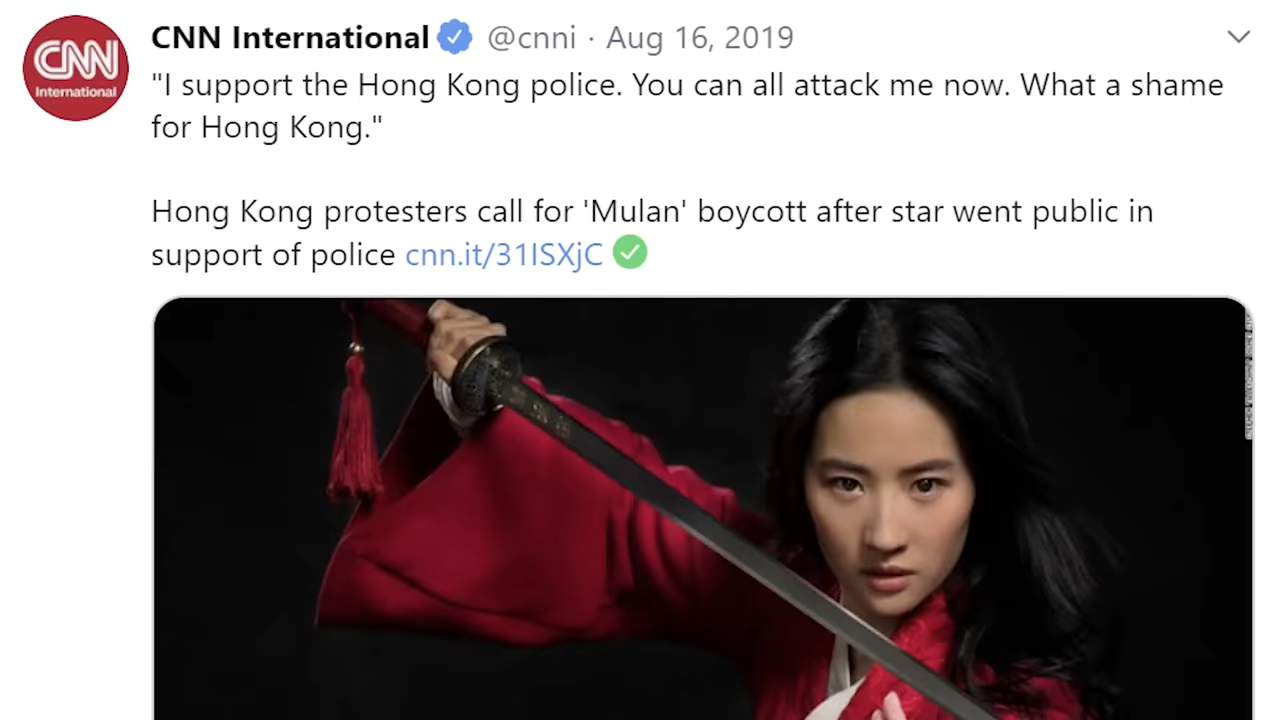 CNN
International
CNN International @cnni · Aug 16, 2019
"I support the Hong Kong police. You can all attack me now. What a shame
for Hong Kong."
Hong Kong protesters call for 'Mulan' boycott after star went public in
support of police cnn.it/31ISXjC